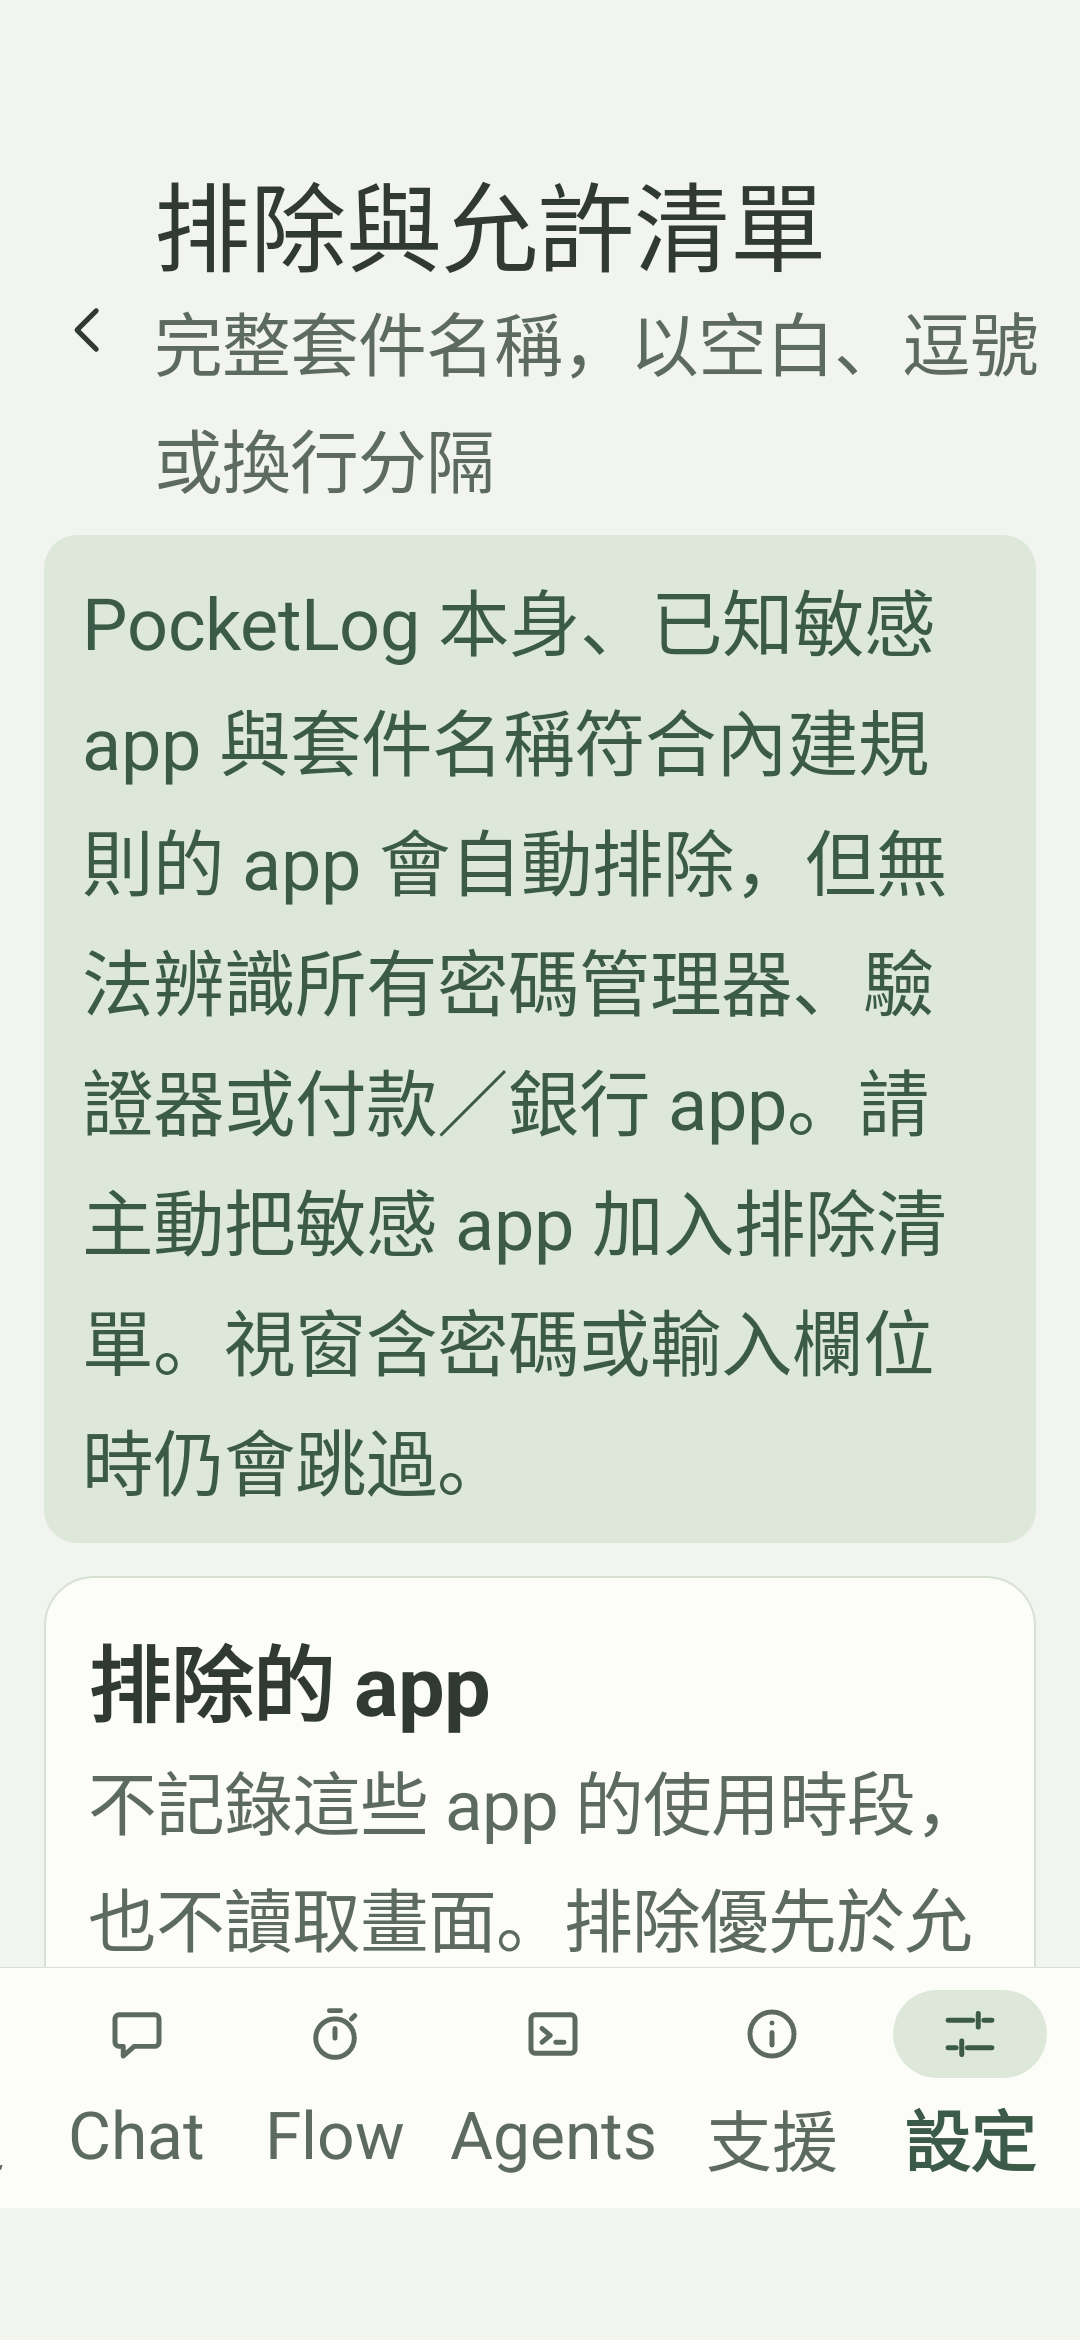 排除與允許清單
完整套件名稱，以空白、逗號
或換行分隔
PocketLog 本身、已知敏感
app 與套件名稱符合內建規
則的 app 會自動排除，但無
法辨識所有密碼管理器、驗
證器或付款／銀行 app。請
主動把敏感 app 加入排除清
單。視窗含密碼或輸入欄位
時仍會跳過。
排除的 app
不記錄這些 app 的使用時段，
也不讀取畫面。排除優先於允
Chat
Flow
Agents
支援
設定